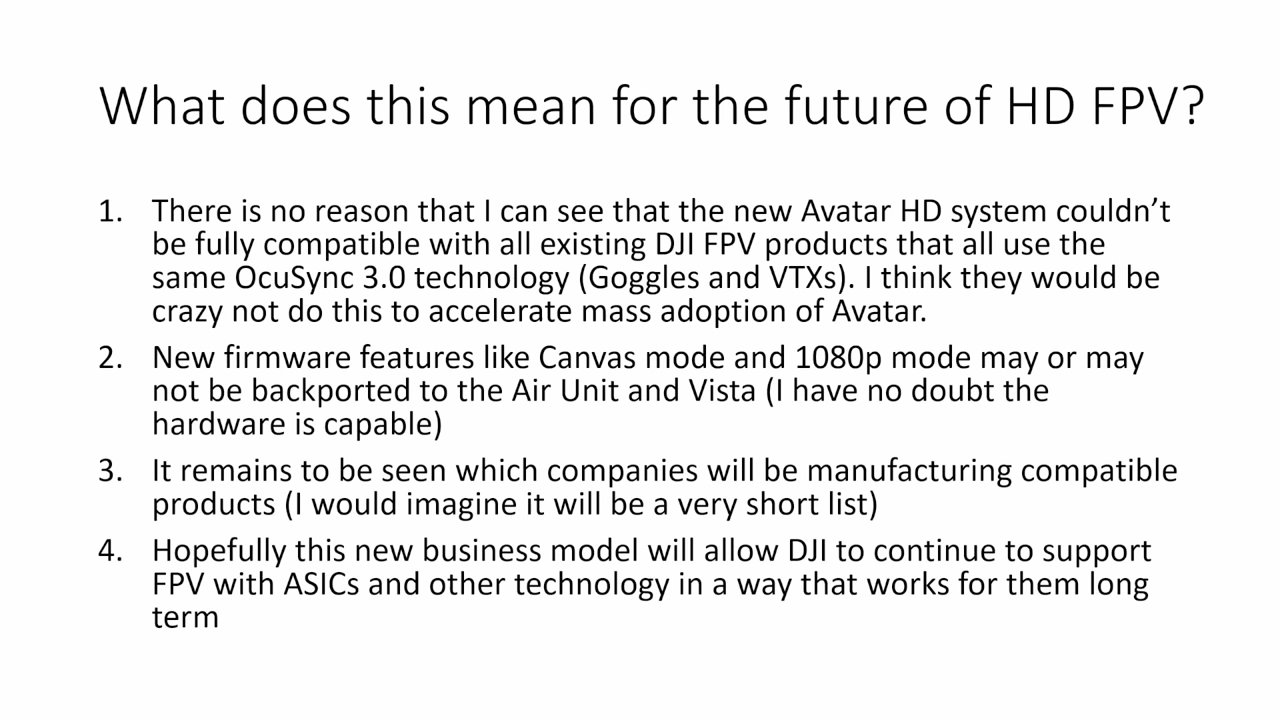 What does this mean for the future of HD FPV?
1. There is no reason that I can see that the new Avatar HD system couldn’t
be fully compatible with all existing DJI FPV products that all use the
same OcuSync 3.0 technology (Goggles and VTXs). I think they would be
crazy not do this to accelerate mass adoption of Avatar.
2. New firmware features like Canvas mode and 1080p mode may or may
not be backported to the Air Unit and Vista (I have no doubt the
hardware is capable)
3. It remains to be seen which companies will be manufacturing compatible
products (I would imagine it will be a very short list)
4. Hopefully this new business model will allow DJI to continue to support
FPV with ASICs and other technology in a way that works for them long
term